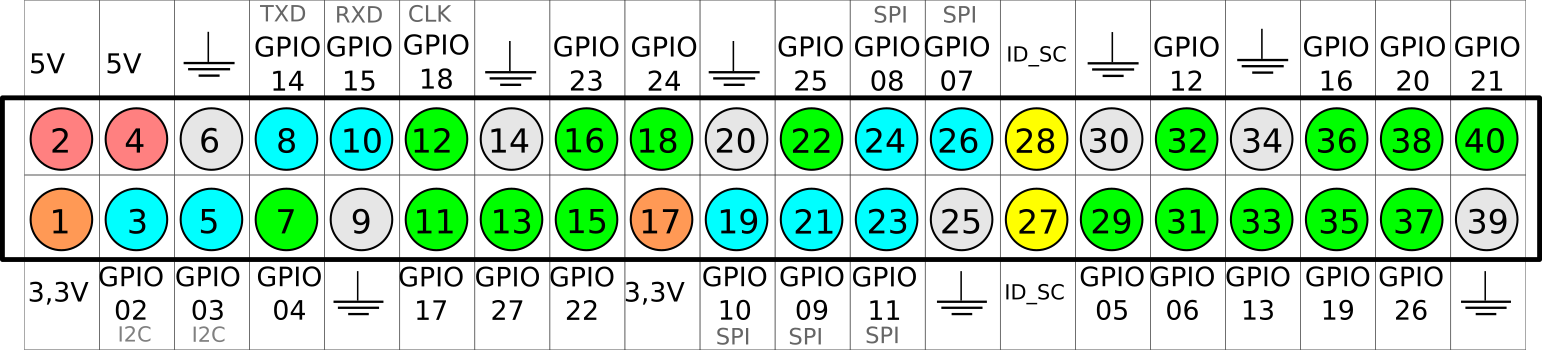 TXD RXD CLK SPI SPI
5V 5V GPIO GPIO GPIO GPIO GPIO GPIO GPIO GPIO ID_SC GPIO GPIO GPIO GPIO
14 15 18 23 24 25 08 07 12 16 20 21
2 4 6 8 10 12 14 16 18 20 22 24 26 28 30 32 34 36 38 40
1 3 5 7 9 11 13 15 17 19 21 23 25 27 29 31 33 35 37 39
3,3V GPIO GPIO GPIO GPIO GPIO GPIO 3,3V GPIO GPIO GPIO ID_SC GPIO GPIO GPIO GPIO GPIO
02 03 04 17 27 22 10 09 11 05 06 13 19 26
I2C I2C SPI SPI SPI